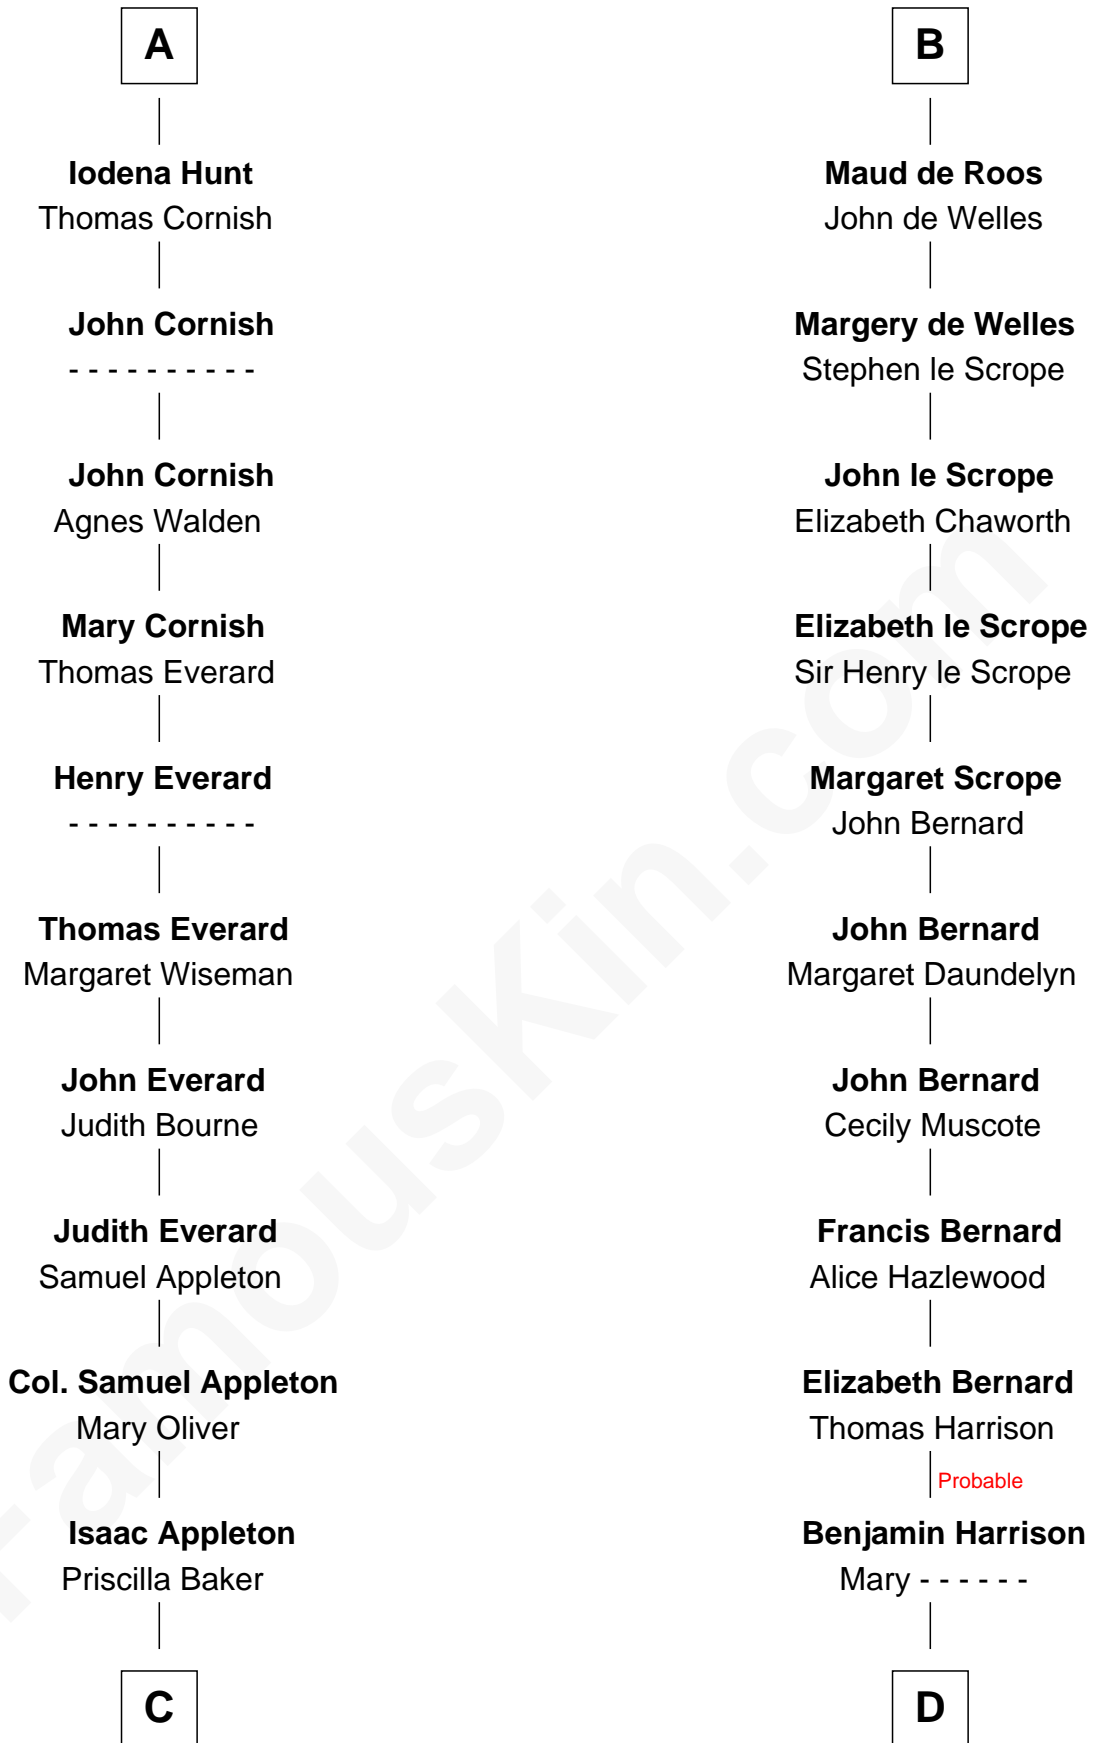 A
Iodena Hunt
Thomas Cornish
John Cornish
- - - - - - - - - -
John Cornish
Agnes Walden
Mary Cornish
Thomas Everard
Henry Everard
- - - - - - - - - -
Thomas Everard
Margaret Wiseman
John Everard
Judith Bourne
Judith Everard
Samuel Appleton
Col. Samuel Appleton
Mary Oliver
Isaac Appleton
Priscilla Baker
C
B
Maud de Roos
John de Welles
Margery de Welles
Stephen le Scrope
John le Scrope
Elizabeth Chaworth
Elizabeth le Scrope
Sir Henry le Scrope
Margaret Scrope
John Bernard
John Bernard
Margaret Daundelyn
John Bernard
Cecily Muscote
Francis Bernard
Alice Hazlewood
Elizabeth Bernard
Thomas Harrison
Probable
Benjamin Harrison
Mary - - - - - -
D
FamousKin.com